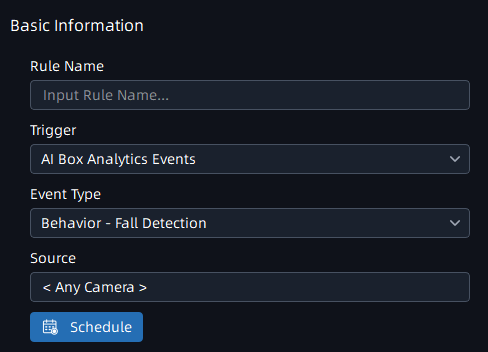 Basic Information
Rule Name
Input Rule Name...
Trigger
AI Box Analytics Events
Event Type
Behavior - Fall Detection
Source
< Any Camera >
Schedule